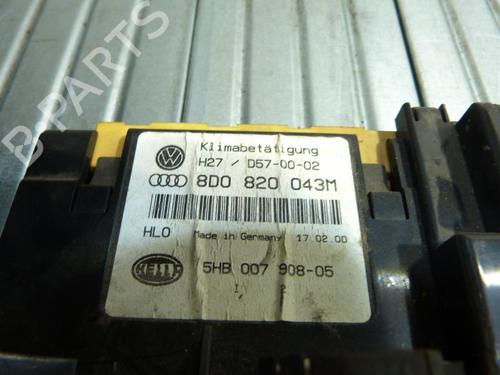 B-PARTS
Klimabetätigung
H27 / D57-00-02
8D0 820 043M
HLO Made in Germany 17.02.00
HELLA
5HB 007 908-05
I 2